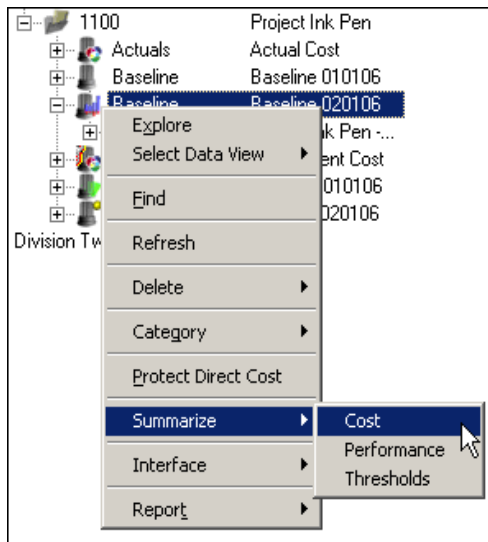 1100 Project Ink Pen
Actuals Actual Cost
Baseline Baseline 010106
Baseline Baseline 020106
Explore
Select Data View
Find
Refresh
Delete
Category
Protect Direct Cost
Summarize
Interface
Report
Cost
Performance
Thresholds
nk Pen -...
ent Cost
010106
020106
Division Tw